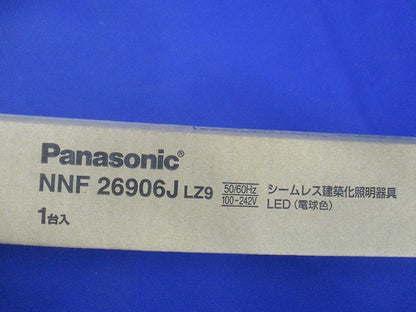 Panasonic®
NNF 26906J LZ9
50/60Hz
100-242V
シームレス建築化照明器具
LED(電球色)
1台入